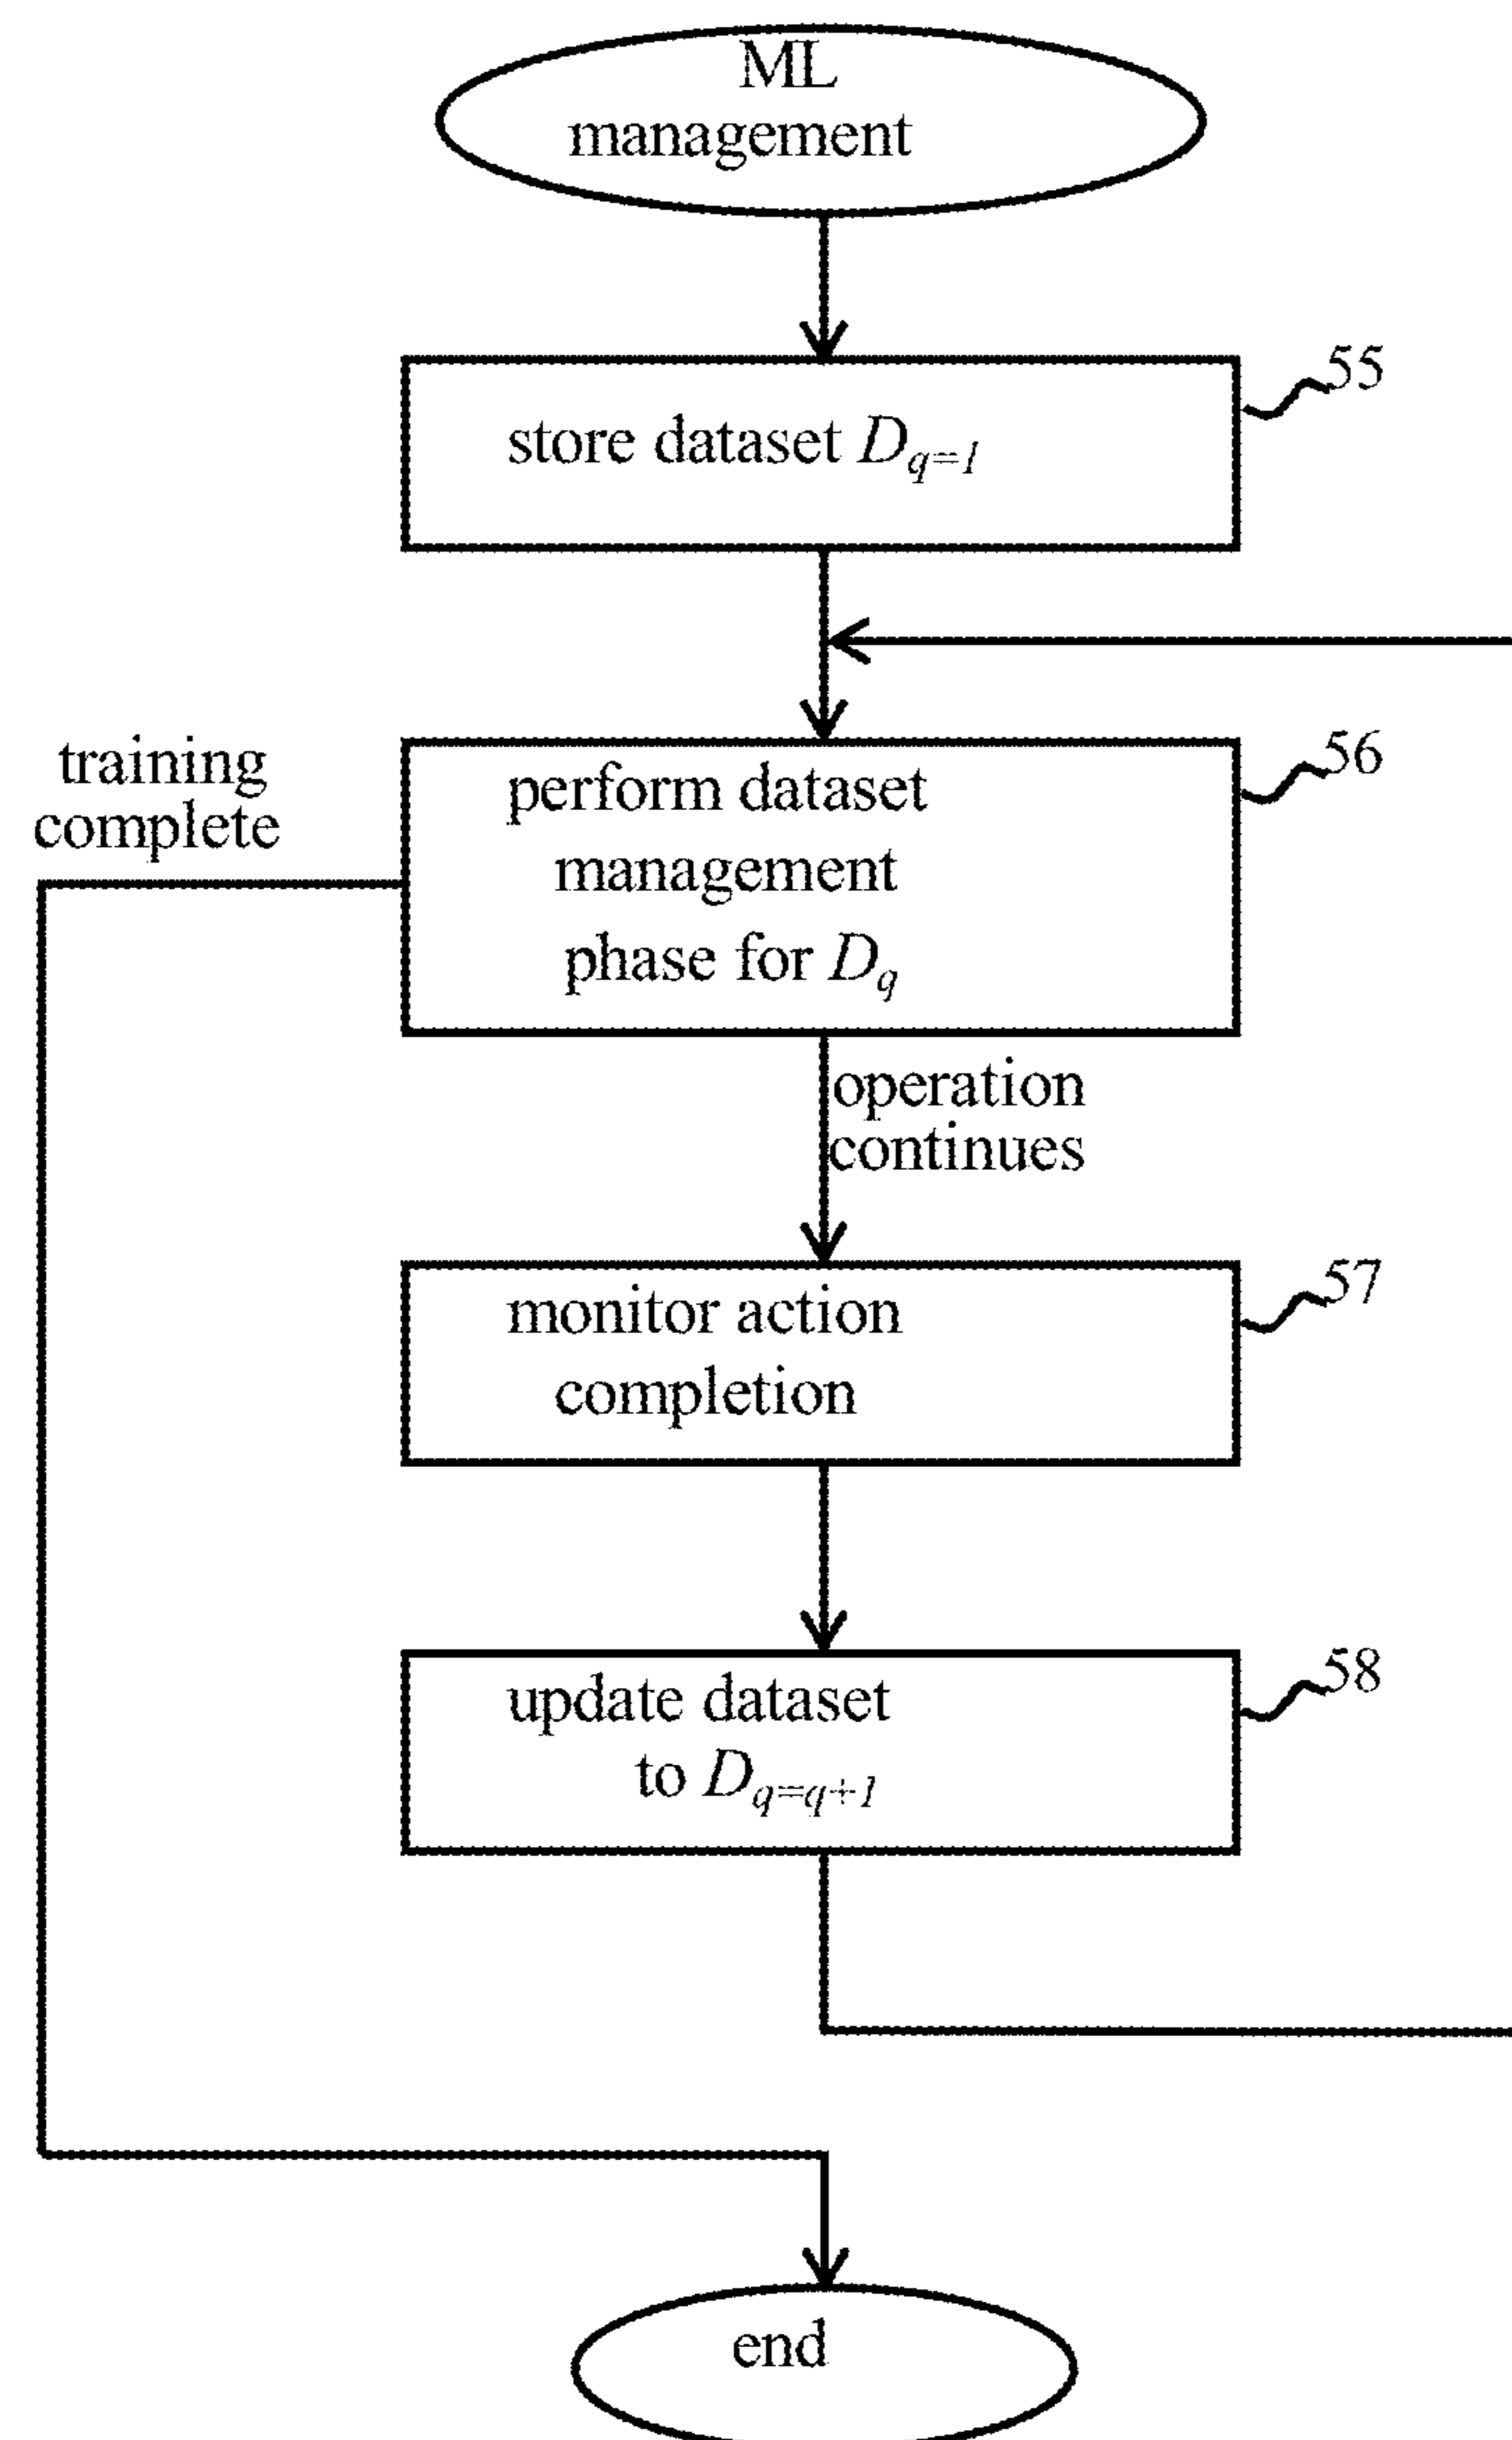 ML
management
55
store dataset D_{q=1}
training
complete
56
perform dataset
management
phase for D_q
operation
continues
57
monitor action
completion
58
update dataset
to D_{q=q+1}
end